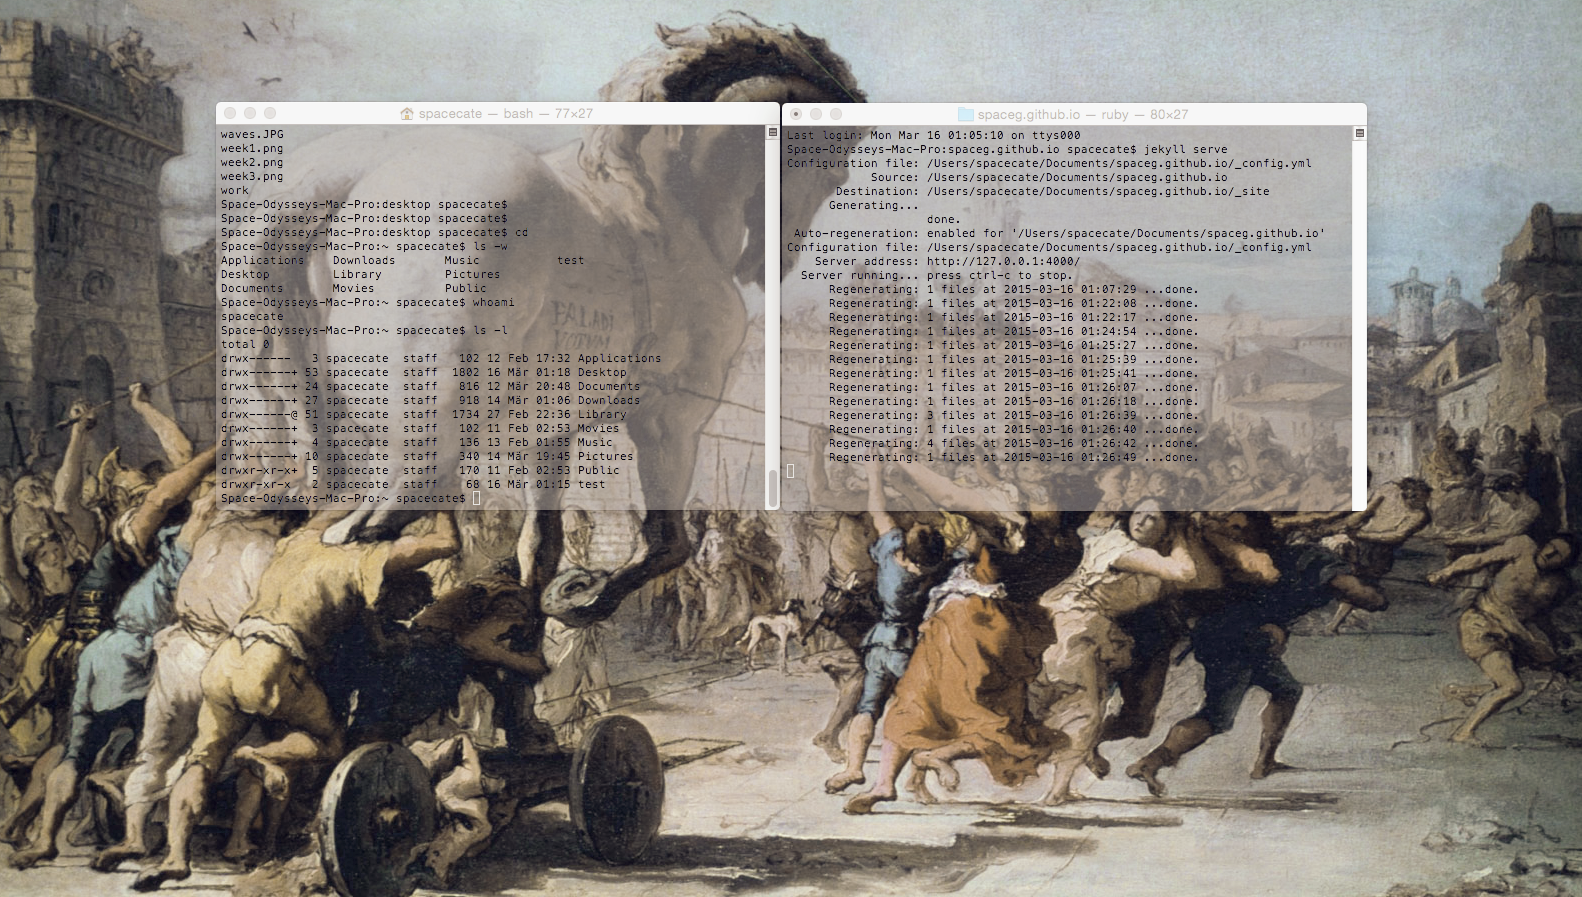 spacecate — bash — 77×27
waves.JPG
week1.png
week2.png
week3.png
work
Space-Odysseys-Mac-Pro:desktop spacecate$
Space-Odysseys-Mac-Pro:desktop spacecate$
Space-Odysseys-Mac-Pro:desktop spacecate$ cd
Space-Odysseys-Mac-Pro:~ spacecate$ ls -w
Applications    Downloads       Music           test
Desktop         Library         Pictures
Documents       Movies          Public
Space-Odysseys-Mac-Pro:~ spacecate$ whoami
spacecate
Space-Odysseys-Mac-Pro:~ spacecate$ ls -l
total 0
drwx------   3 spacecate  staff   102 12 Feb 17:32 Applications
drwx------+ 53 spacecate  staff  1802 16 Mär 01:18 Desktop
drwx------+ 24 spacecate  staff   816 12 Mär 20:48 Documents
drwx------+ 27 spacecate  staff   918 14 Mär 01:06 Downloads
drwx------@ 51 spacecate  staff  1734 27 Feb 22:36 Library
drwx------+  3 spacecate  staff   102 11 Feb 02:53 Movies
drwx------+  4 spacecate  staff   136 13 Feb 01:55 Music
drwx------+ 10 spacecate  staff   340 14 Mär 19:45 Pictures
drwxr-xr-x+  5 spacecate  staff   170 11 Feb 02:53 Public
drwxr-xr-x   2 spacecate  staff    68 16 Mär 01:15 test
Space-Odysseys-Mac-Pro:~ spacecate$
PALADI
VOTUM
spaceg.github.io — ruby — 80×27
Last login: Mon Mar 16 01:05:10 on ttys000
Space-Odysseys-Mac-Pro:spaceg.github.io spacecate$ jekyll serve
Configuration file: /Users/spacecate/Documents/spaceg.github.io/_config.yml
Source: /Users/spacecate/Documents/spaceg.github.io
Destination: /Users/spacecate/Documents/spaceg.github.io/_site
Generating...
done.
Auto-regeneration: enabled for '/Users/spacecate/Documents/spaceg.github.io'
Configuration file: /Users/spacecate/Documents/spaceg.github.io/_config.yml
Server address: http://127.0.0.1:4000/
Server running... press ctrl-c to stop.
Regenerating: 1 files at 2015-03-16 01:07:29 ...done.
Regenerating: 1 files at 2015-03-16 01:22:08 ...done.
Regenerating: 1 files at 2015-03-16 01:22:17 ...done.
Regenerating: 1 files at 2015-03-16 01:24:54 ...done.
Regenerating: 1 files at 2015-03-16 01:25:27 ...done.
Regenerating: 1 files at 2015-03-16 01:25:39 ...done.
Regenerating: 1 files at 2015-03-16 01:25:41 ...done.
Regenerating: 1 files at 2015-03-16 01:26:07 ...done.
Regenerating: 1 files at 2015-03-16 01:26:18 ...done.
Regenerating: 3 files at 2015-03-16 01:26:39 ...done.
Regenerating: 1 files at 2015-03-16 01:26:40 ...done.
Regenerating: 4 files at 2015-03-16 01:26:42 ...done.
Regenerating: 1 files at 2015-03-16 01:26:49 ...done.